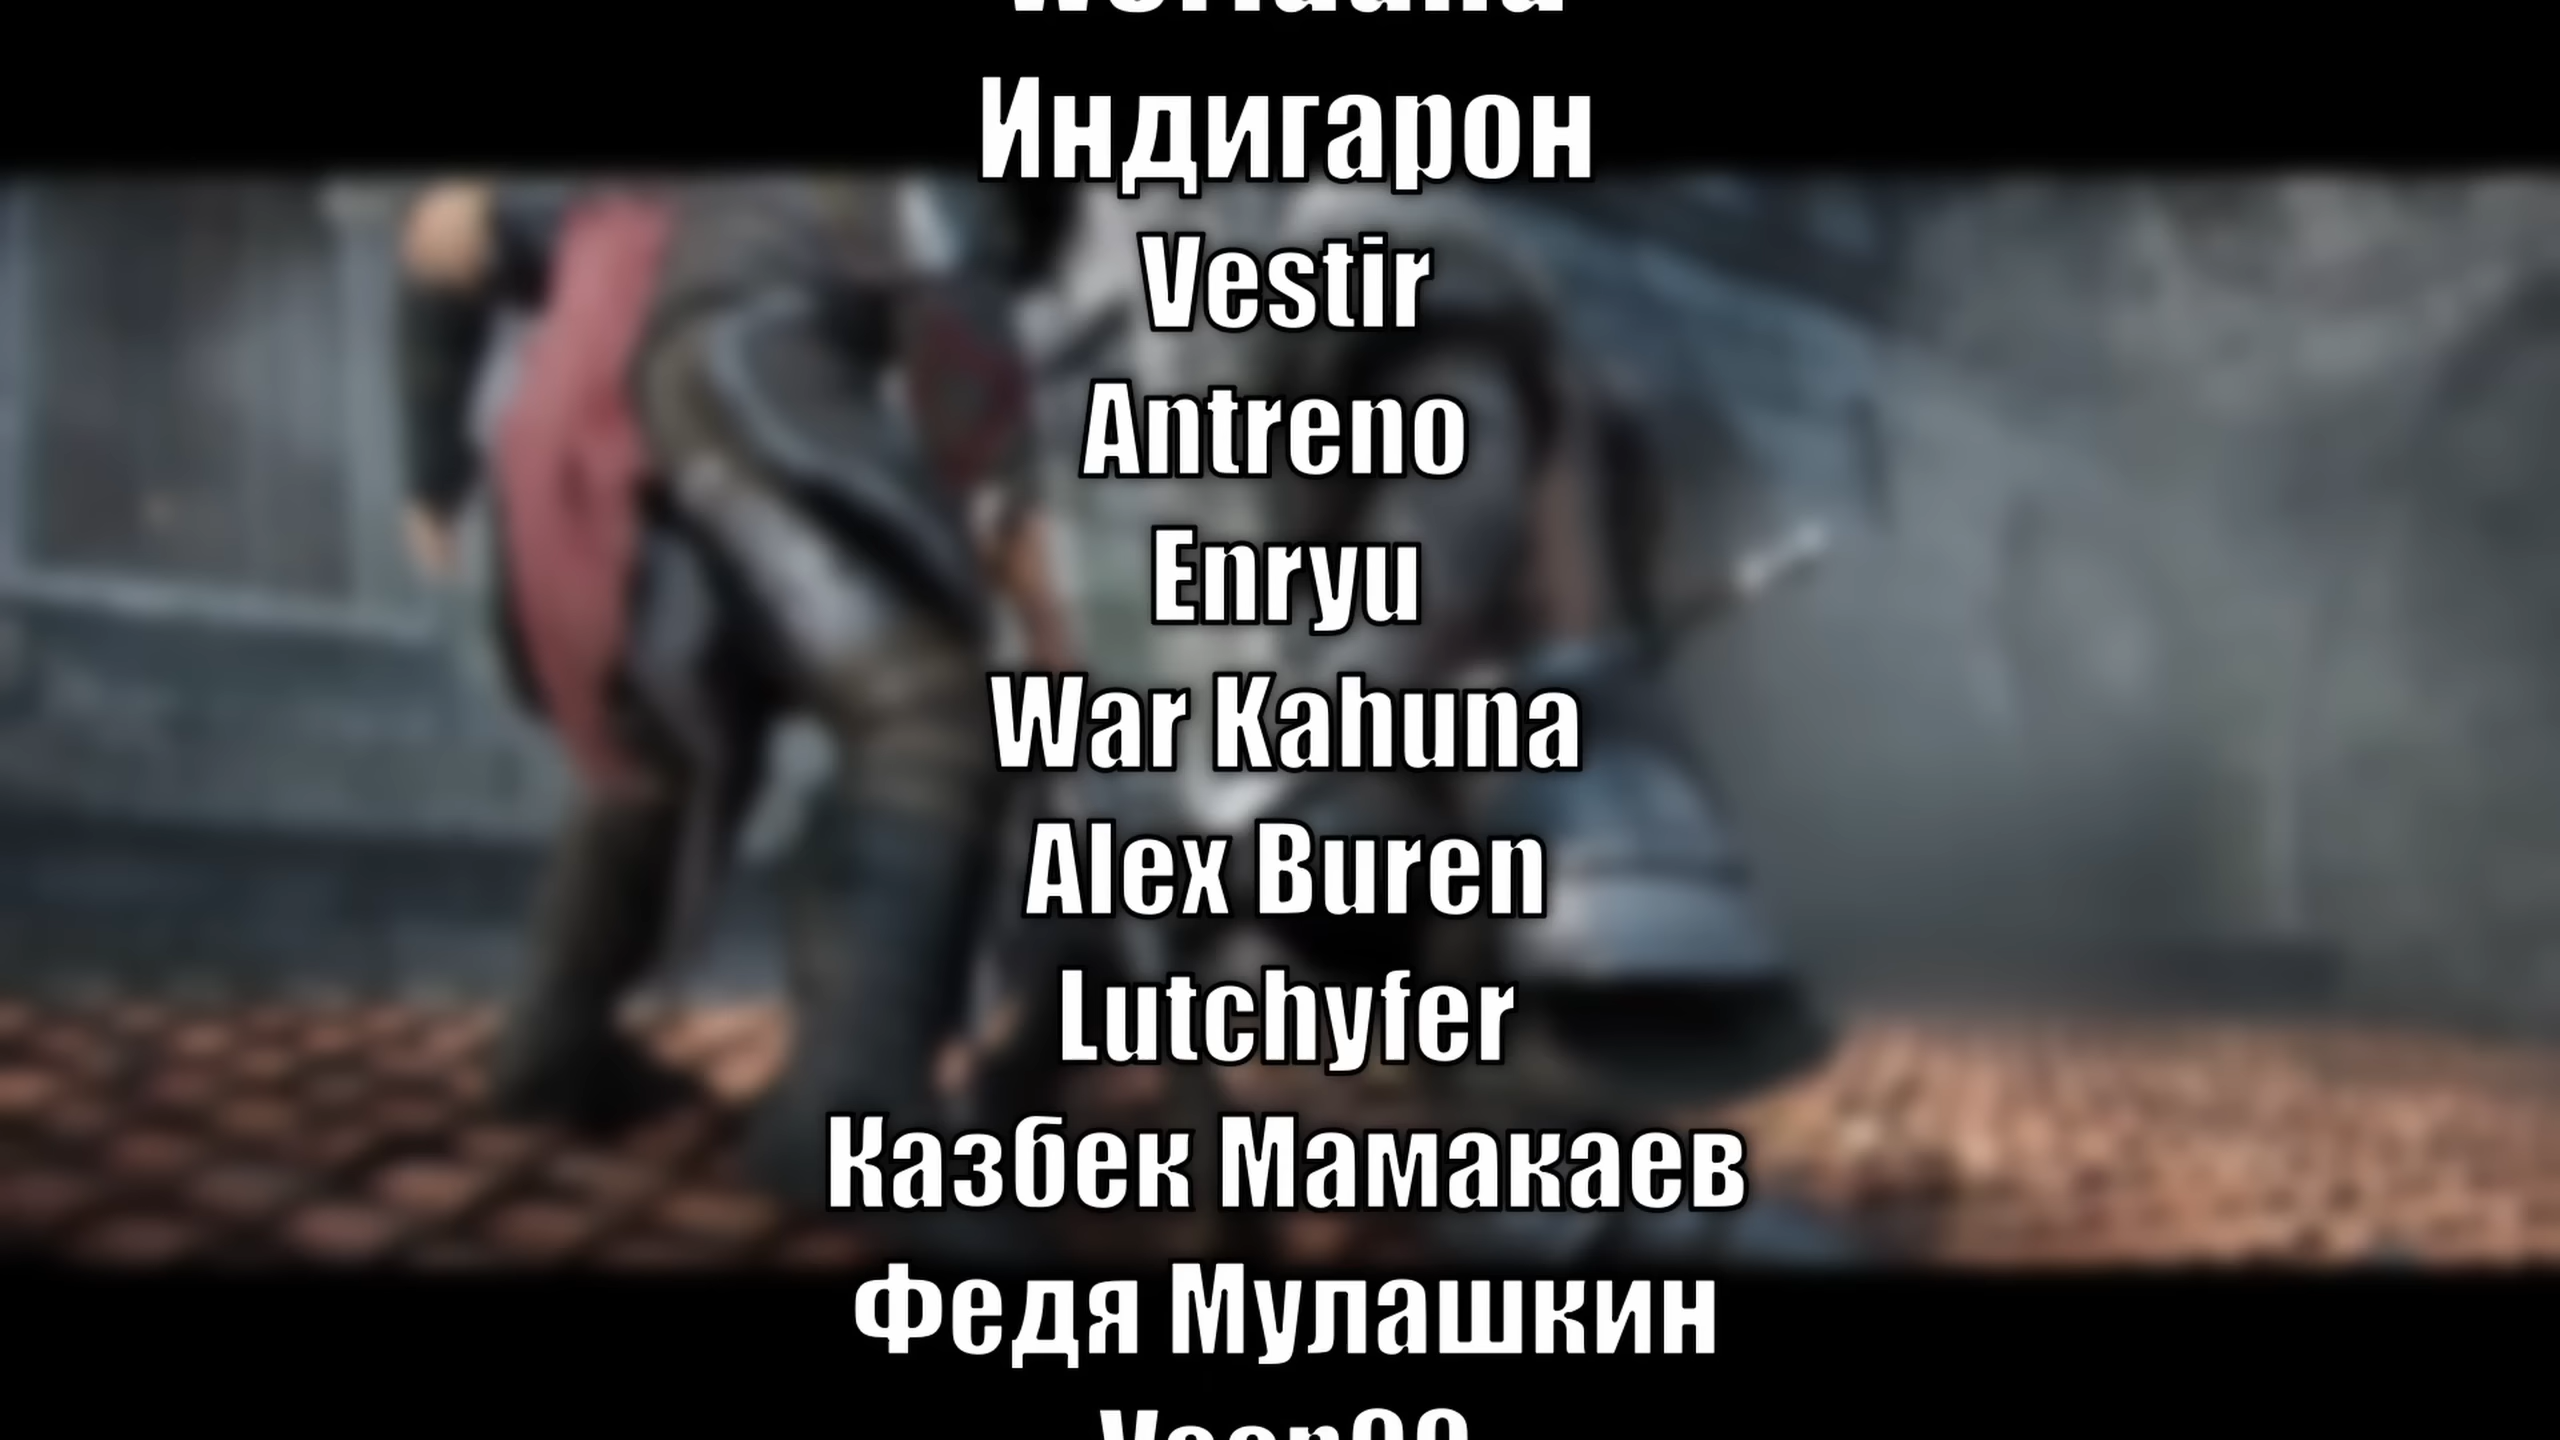 Индигарон
Vestir
Antreno
Enryu
War Kahuna
Alex Buren
Lutchyfer
Казбек Мамакаев
Федя Мулашкин